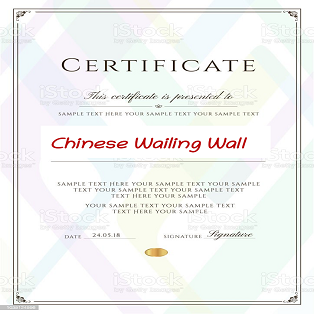 CERTIFICATE
This certificate is presented to
SAMPLE TEXT HERE YOUR SAMPLE TEXT YOUR SAMPLE TEXT
Chinese Wailing Wall
SAMPLE TEXT HERE YOUR SAMPLE TEXT YOUR SAMPLE
TEXT YOUR SAMPLE TEXT YOUR SAMPLE TEXT
TEXT HERE YOUR SAMPLE
YOUR SAMPLE TEXT YOUR SAMPLE TEXT
TEXT HERE YOUR SAMPLE
DATE 24.05.18 SIGNATURE Signature
iStock